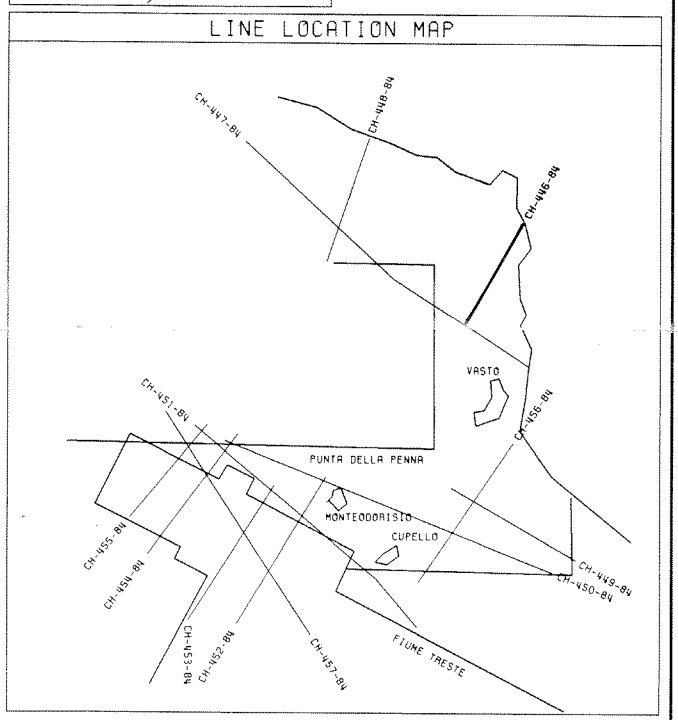 LINE LOCATION MAP
CH-447-84
CH-448-84
CH-446-84
VASTO
CH-451-84
CH-456-84
PUNTA DELLA PENNA
MONTEODORISIO
CUPELLO
CH-455-84
CH-454-84
CH-449-84
CH-450-84
CH-453-84
CH-452-84
CH-457-84
FIUME TRESTE